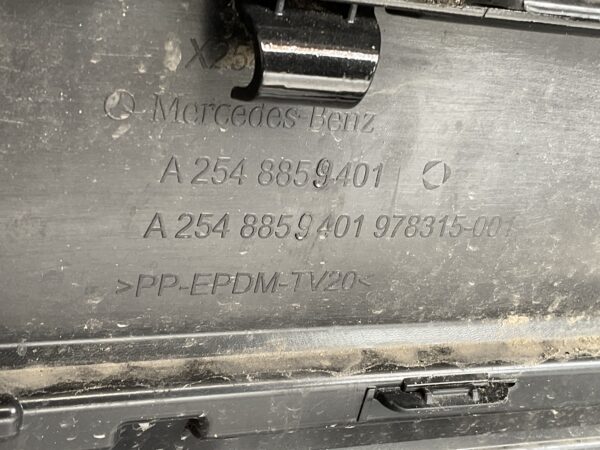 Mercedes-Benz
A 254 885 9401
A 254 885 9401 978315-001
>PP-EPDM-TV20<